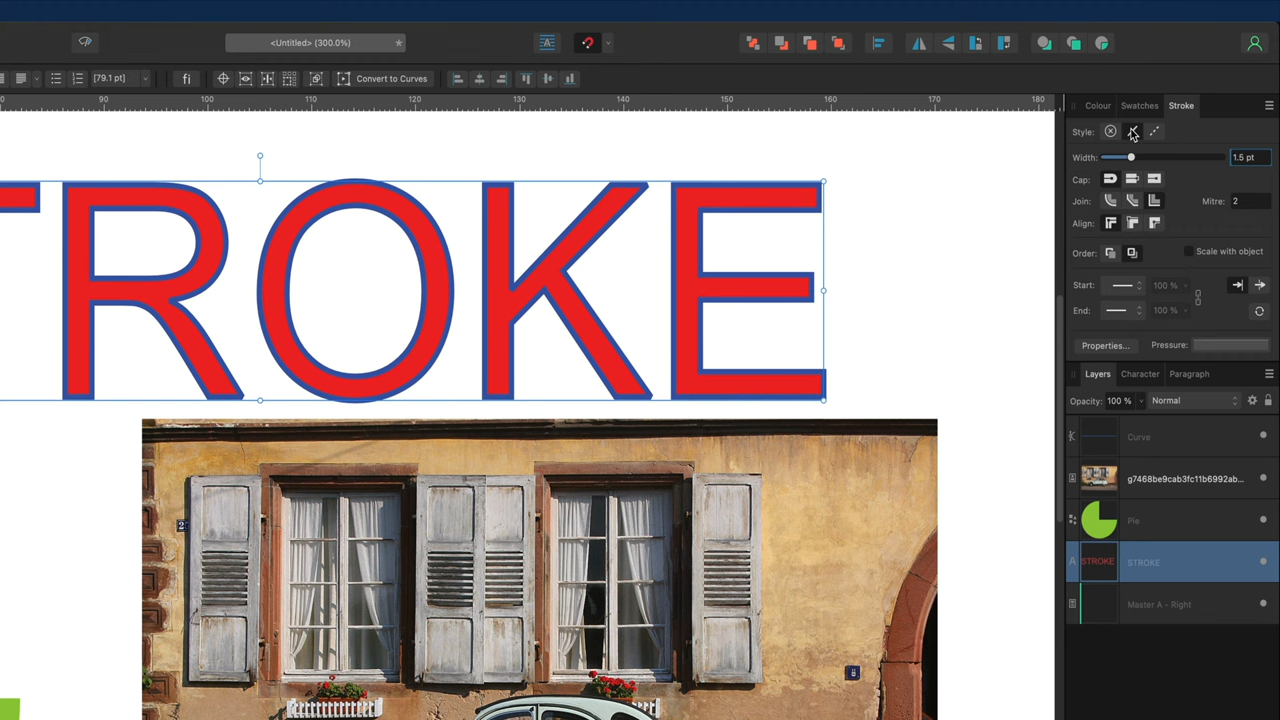 <Untitled> (300.0%)
*
A
[79.1 pt]
fi
Convert to Curves
90
100
110
120
130
140
150
160
170
180
Colour
Swatches
Stroke
Style:
Width:
1.5 pt
Cap:
Join:
Mitre:
2
Align:
Order:
Scale with object
Start:
100 %
End:
100 %
Properties...
Pressure:
TROKE
Layers
Character
Paragraph
Opacity:
100 %
Normal
Curve
g7468be9cab3fc11b6992ab...
Pie
A
STROKE
STROKE
Master A - Right